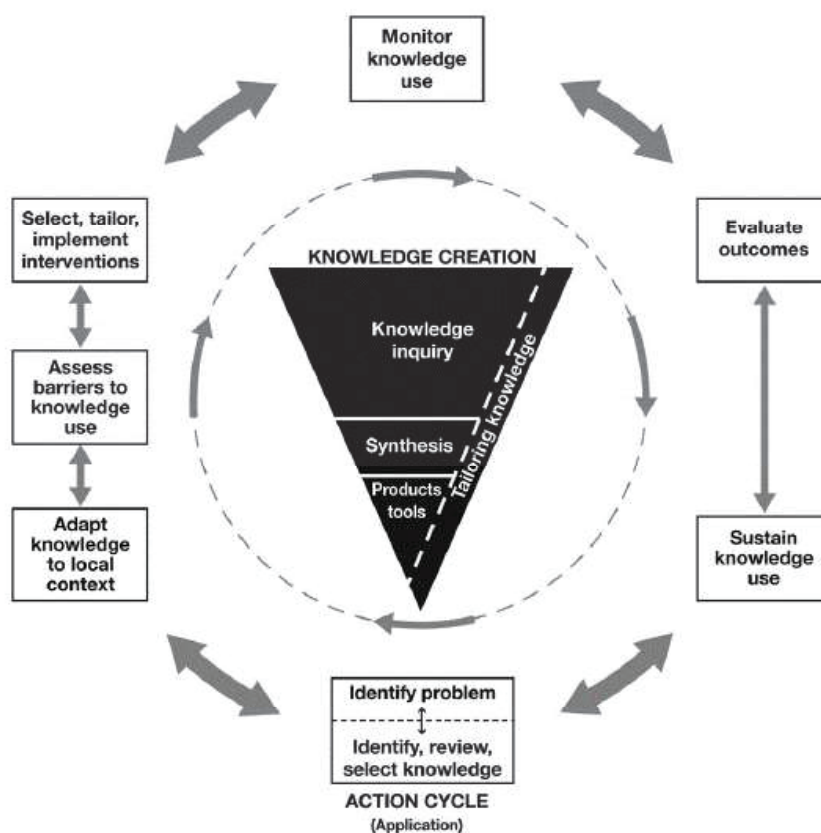 Monitor
knowledge
use
Select, tailor,
implement
interventions
Evaluate
outcomes
KNOWLEDGE CREATION
Knowledge
inquiry
Tailoring knowledge
Assess
barriers to
knowledge
use
Synthesis
Products
tools
Adapt
knowledge
to local
context
Sustain
knowledge
use
Identify problem
Identify, review,
select knowledge
ACTION CYCLE
(Application)